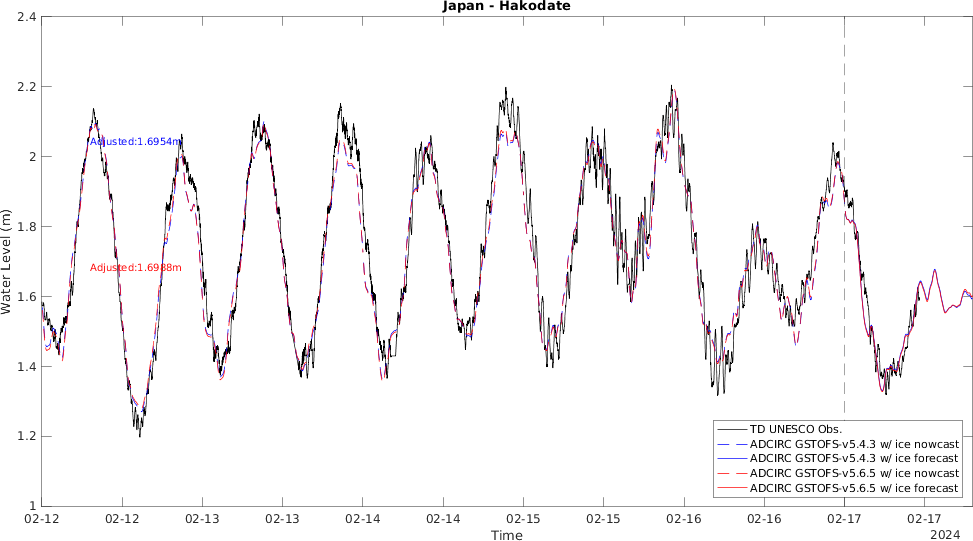 Japan - Hakodate
2.4
2.2
2
1.8
1.6
1.4
1.2
1
Water Level (m)
Adjusted:1.6954m
Adjusted:1.6988m
TD UNESCO Obs.
ADCIRC GSTOFS-v5.4.3 w/ ice nowcast
ADCIRC GSTOFS-v5.4.3 w/ ice forecast
ADCIRC GSTOFS-v5.6.5 w/ ice nowcast
ADCIRC GSTOFS-v5.6.5 w/ ice forecast
02-12 02-12 02-13 02-13 02-14 02-14 02-15 02-15 02-16 02-16 02-17 02-17
Time
2024